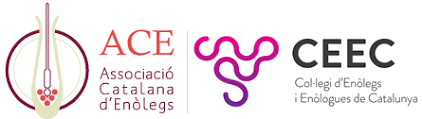 ACE
Associació
Catalana
d'Enòlegs
CEEC
Col·legi d'Enòlegs
i Enòlogues de Catalunya